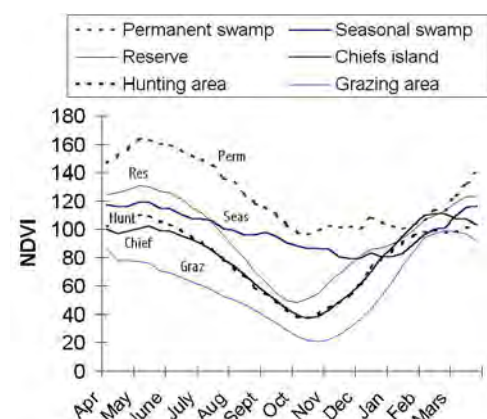 Permanent swamp Seasonal swamp
Reserve Chiefs island
Hunting area Grazing area
180
160
140
120
100
80
60
40
20
0
NDVI
Perm
Res
Seas
Hunt
Chief
Graz
Apr May June July Aug Sept Oct Nov Dec Jan Feb Mars